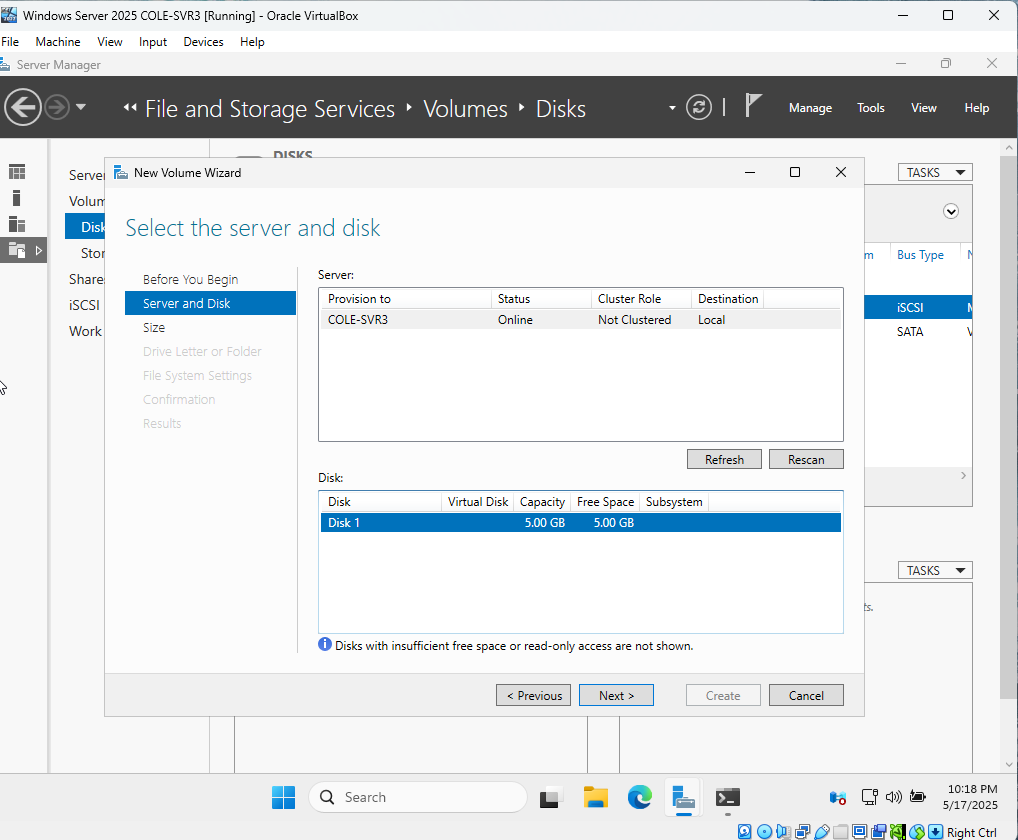 Windows Server 2025 COLE-SVR3 [Running] - Oracle VirtualBox
File Machine View Input Devices Help
Server Manager
File and Storage Services Volumes Disks
Manage Tools View Help
DISKS
TASKS
Server
Volum
Disk
Stor
Shares
iSCSI
Work
New Volume Wizard
Select the server and disk
Before You Begin
Server and Disk
Size
Drive Letter or Folder
File System Settings
Confirmation
Results
Server:
Provision to Status Cluster Role Destination
COLE-SVR3 Online Not Clustered Local
Refresh Rescan
Disk:
Disk Virtual Disk Capacity Free Space Subsystem
Disk 1 5.00 GB 5.00 GB
Disks with insufficient free space or read-only access are not shown.
< Previous Next > Create Cancel
m Bus Type
iSCSI
SATA
TASKS
ts.
Search
10:18 PM
5/17/2025
Right Ctrl